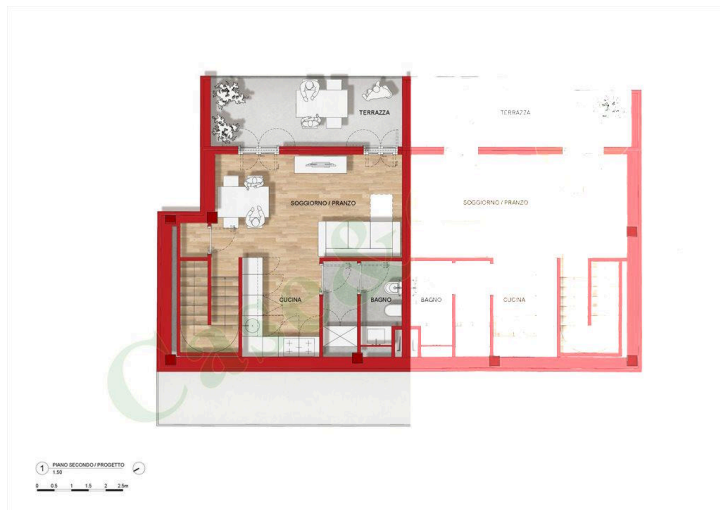 TERRAZZA
TERRAZZA
SOGGIORNO / PRANZO
SOGGIORNO / PRANZO
CUCINA
BAGNO
BAGNO
CUCINA
1 PIANO SECONDO / PROGETTO
1:50
0 0.5 1 1.5 2 2.5m